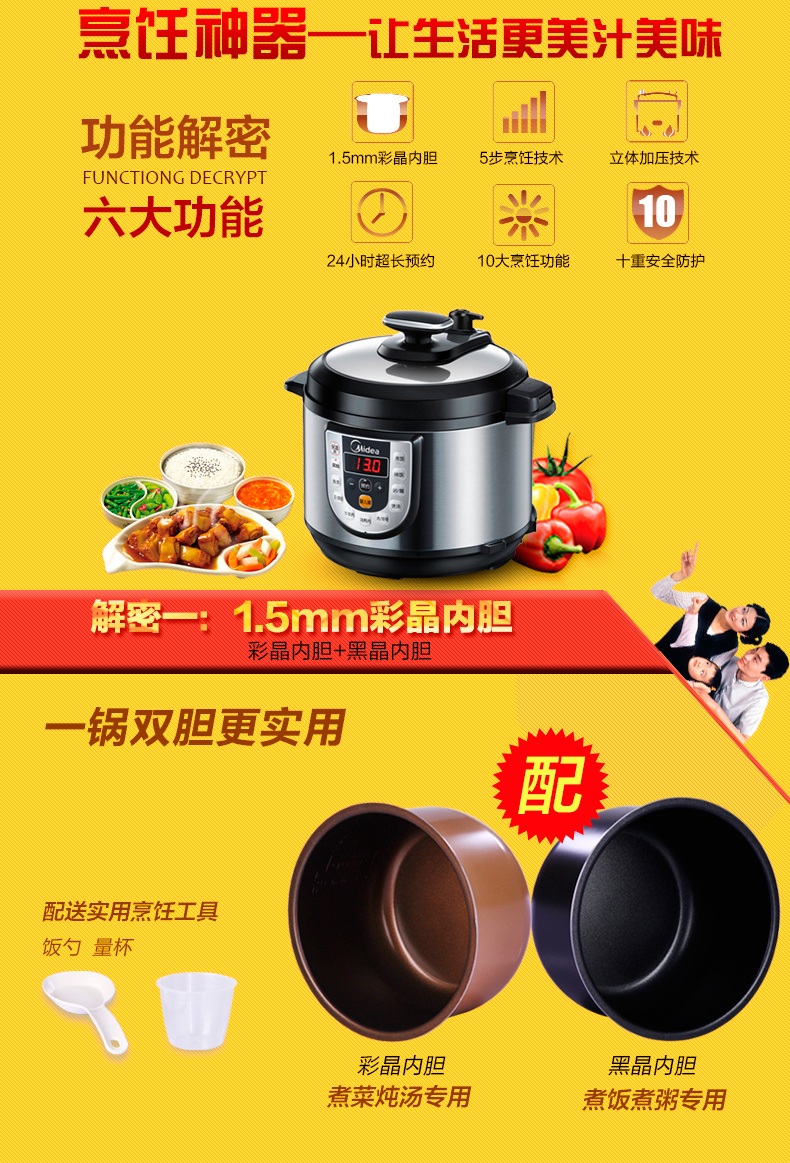 烹饪神器—让生活更美汁美味
功能解密
FUNCTIONG DECRYPT
六大功能
1.5mm彩晶内胆
5步烹饪技术
立体加压技术
10
24小时超长预约
10大烹饪功能
十重安全防护
Midea
13.0
解密一：1.5mm彩晶内胆
彩晶内胆+黑晶内胆
一锅双胆更实用
配
配送实用烹饪工具
饭勺 量杯
彩晶内胆
煮菜炖汤专用
黑晶内胆
煮饭煮粥专用